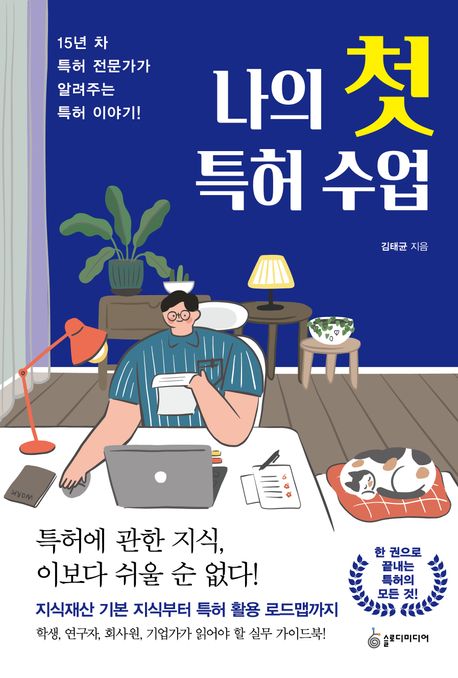 15년 차
특허 전문가가
알려주는
특허 이야기!
나의 첫
특허 수업
김태균 지음
WORK
특허에 관한 지식,
이보다 쉬울 순 없다!
지식재산 기본 지식부터 특허 활용 로드맵까지
학생, 연구자, 회사원, 기업가가 읽어야 할 실무 가이드북!
한 권으로
끝내는
특허의
모든 것!
슬로디미디어